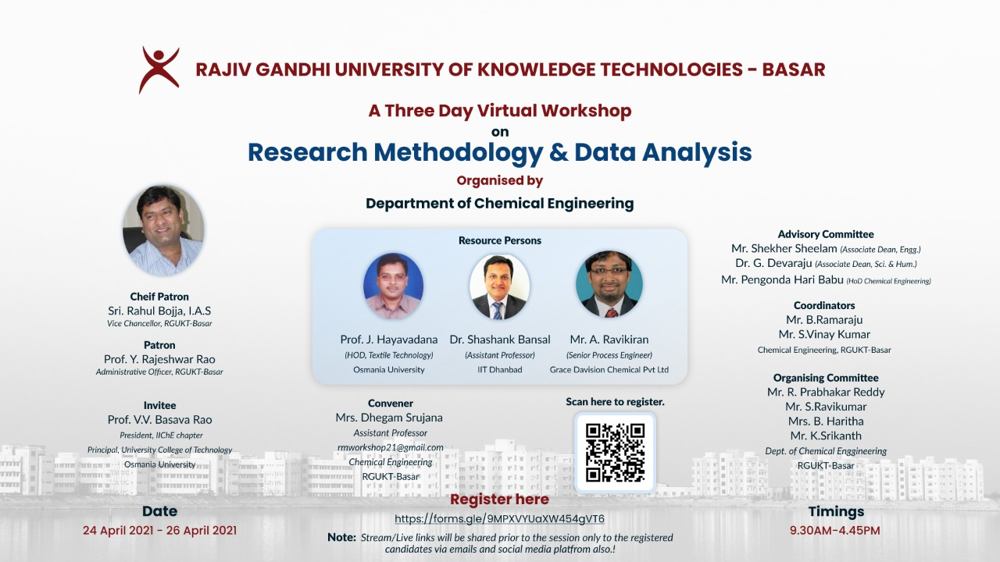 RAJIV GANDHI UNIVERSITY OF KNOWLEDGE TECHNOLOGIES - BASAR
A Three Day Virtual Workshop
on
Research Methodology & Data Analysis
Organised by
Department of Chemical Engineering
Cheif Patron
Sri. Rahul Bojja, I.A.S
Vice Chancellor, RGUKT-Basar
Patron
Prof. Y. Rajeshwar Rao
Administrative Officer, RGUKT-Basar
Invitee
Prof. V.V. Basava Rao
President, IIChE chapter
Principal, University College of Technology
Osmania University
Resource Persons
Prof. J. Hayavadana
(HOD, Textile Technology)
Osmania University
Dr. Shashank Bansal
(Assistant Professor)
IIT Dhanbad
Mr. A. Ravikiran
(Senior Process Engineer)
Grace Davision Chemical Pvt Ltd
Convener
Mrs. Dhegam Srujana
Assistant Professor
rmworkshop21@gmail.com
Chemical Engineering
RGUKT-Basar
Scan here to register.
Advisory Committee
Mr. Shekher Sheelam (Associate Dean, Engg.)
Dr. G. Devaraju (Associate Dean, Sci. & Hum.)
Mr. Pengonda Hari Babu (HoD Chemical Engineering)
Coordinators
Mr. B.Ramaraju
Mr. S.Vinay Kumar
Chemical Engineering, RGUKT-Basar
Organising Committee
Mr. R. Prabhakar Reddy
Mr. S.Ravikumar
Mrs. B. Haritha
Mr. K.Srikanth
Dept. of Chemical Enggineering
RGUKT-Basar
Date
24 April 2021 - 26 April 2021
Register here
https://forms.gle/9MPXVYUaXW454gVT6
Note: Stream/Live links will be shared prior to the session only to the registered
candidates via emails and social media platfrom also.!
Timings
9.30AM-4.45PM